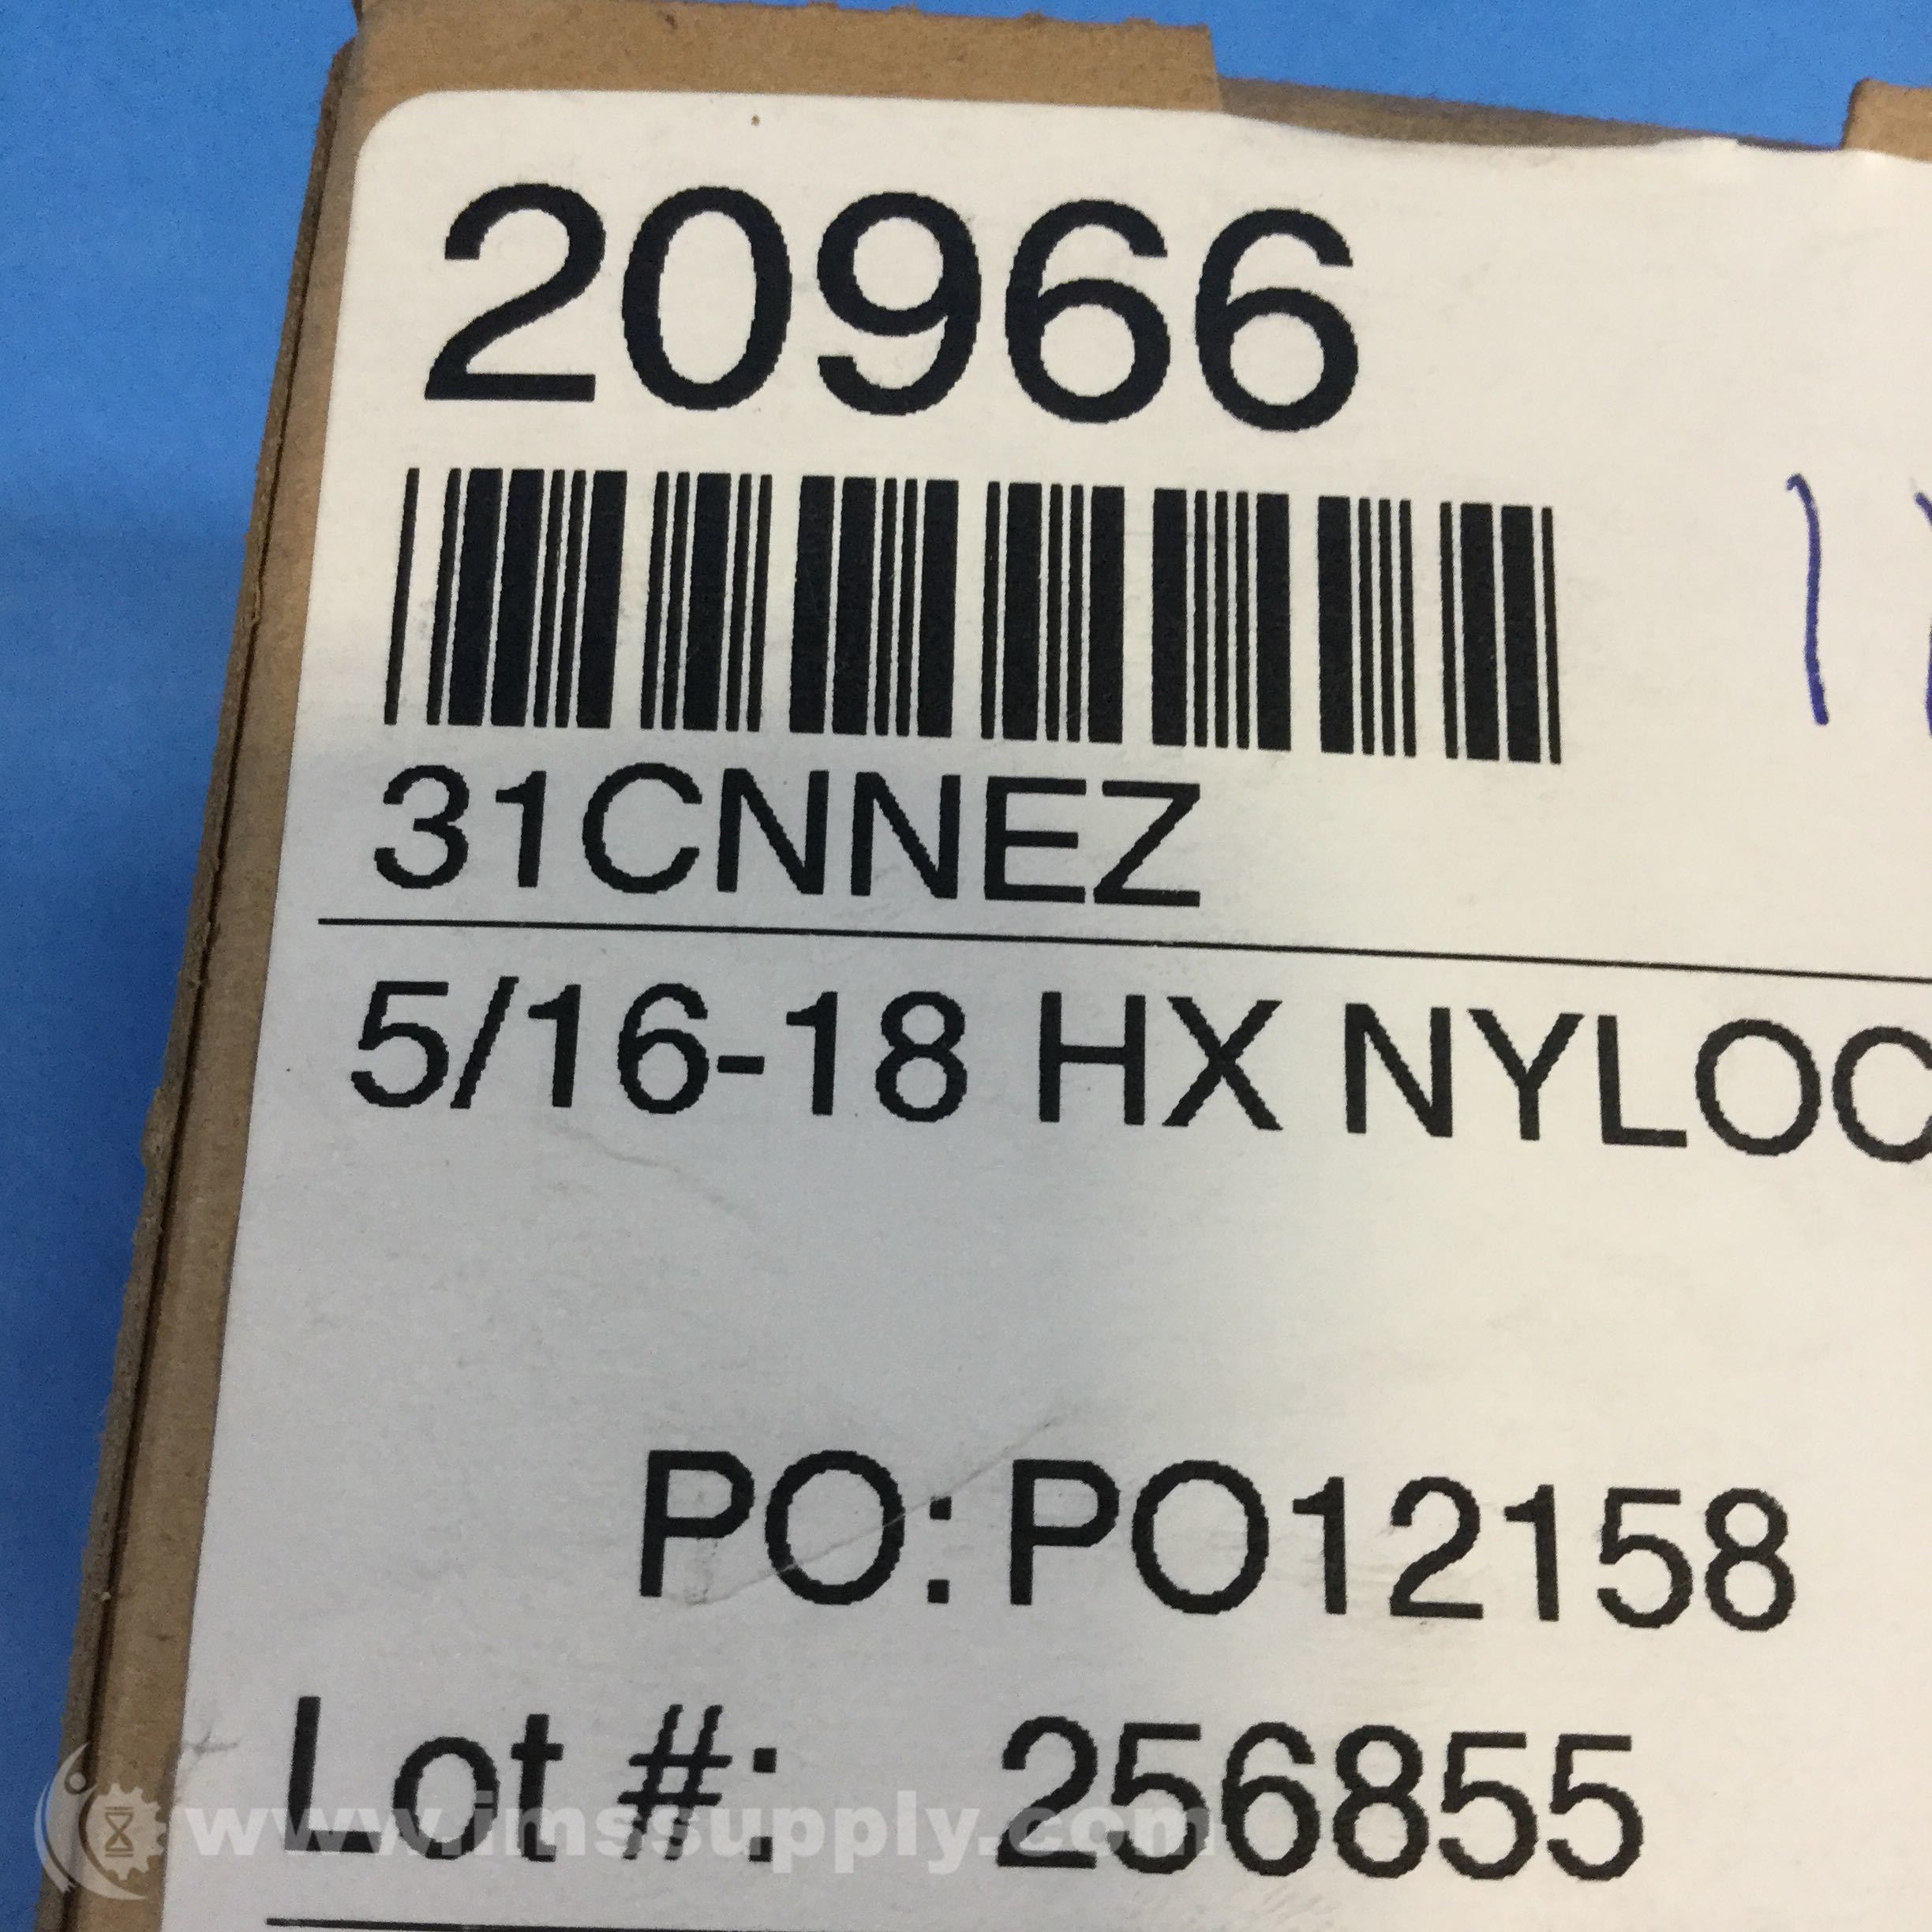 20966
31CNNEZ
5/16-18 HX NYLOC
PO: PO12158
Lot #: 256855
www.imssupply.com